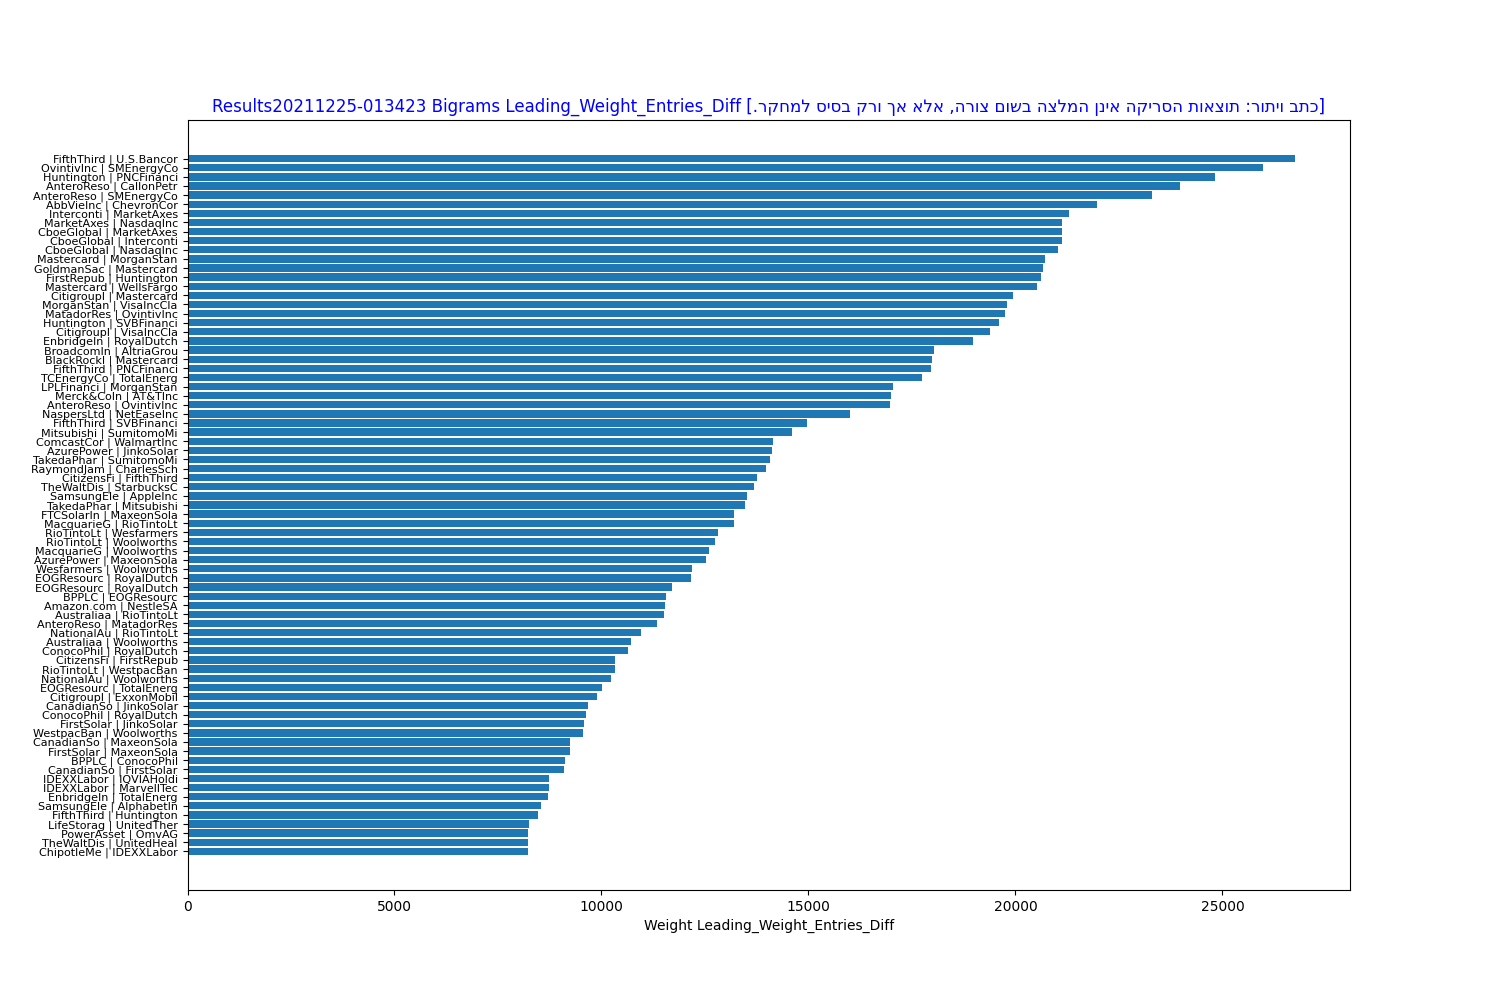 Results20211225-013423 Bigrams Leading_Weight_Entries_Diff [כתב ויתור: תוצאות הסריקה אינן המלצה בשום צורה, אלא אך ורק בסיס למחקר.]
FifthThird | U.S.Bancor
OvintivInc | SMEnergyCo
Huntington | PNCFinanci
AnteroReso | CallonPetr
AnteroReso | SMEnergyCo
AbbVieInc | ChevronCor
Interconti | MarketAxes
MarketAxes | NasdaqInc
CboeGlobal | MarketAxes
CboeGlobal | Interconti
CboeGlobal | NasdaqInc
Mastercard | MorganStan
GoldmanSac | Mastercard
FirstRepub | Huntington
Mastercard | WellsFargo
CitigroupI | Mastercard
MorganStan | VisaIncCla
MatadorRes | OvintivInc
Huntington | SVBFinanci
CitigroupI | VisaIncCla
EnbridgeIn | RoyalDutch
BroadcomIn | AltriaGrou
BlackRockI | Mastercard
FifthThird | PNCFinanci
TCEnergyCo | TotalEnerg
LPLFinanci | MorganStan
Merck&CoIn | AT&TInc
AnteroReso | OvintivInc
NaspersLtd | NetEaseInc
FifthThird | SVBFinanci
Mitsubishi | SumitomoMi
ComcastCor | WalmartInc
AzurePower | JinkoSolar
TakedaPhar | SumitomoMi
RaymondJam | CharlesSch
CitizensFi | FifthThird
TheWaltDis | StarbucksC
SamsungEle | AppleInc
TakedaPhar | Mitsubishi
FTCSolarIn | MaxeonSola
MacquarieG | RioTintoLt
RioTintoLt | Wesfarmers
RioTintoLt | Woolworths
MacquarieG | Woolworths
AzurePower | MaxeonSola
Wesfarmers | Woolworths
EOGResourc | RoyalDutch
EOGResourc | RoyalDutch
BPPLC | EOGResourc
Amazon.com | NestleSA
Australiaa | RioTintoLt
AnteroReso | MatadorRes
NationalAu | RioTintoLt
Australiaa | Woolworths
ConocoPhil | RoyalDutch
CitizensFi | FirstRepub
RioTintoLt | WestpacBan
NationalAu | Woolworths
EOGResourc | TotalEnerg
CitigroupI | ExxonMobil
CanadianSo | JinkoSolar
ConocoPhil | RoyalDutch
FirstSolar | JinkoSolar
WestpacBan | Woolworths
CanadianSo | MaxeonSola
FirstSolar | MaxeonSola
BPPLC | ConocoPhil
CanadianSo | FirstSolar
IDEXXLabor | IQVIAHoldi
IDEXXLabor | MarvellTec
EnbridgeIn | TotalEnerg
SamsungEle | AlphabetIn
FifthThird | Huntington
LifeStorag | UnitedTher
PowerAsset | OmvAG
TheWaltDis | UnitedHeal
ChipotleMe | IDEXXLabor
0 5000 10000 15000 20000 25000
Weight Leading_Weight_Entries_Diff